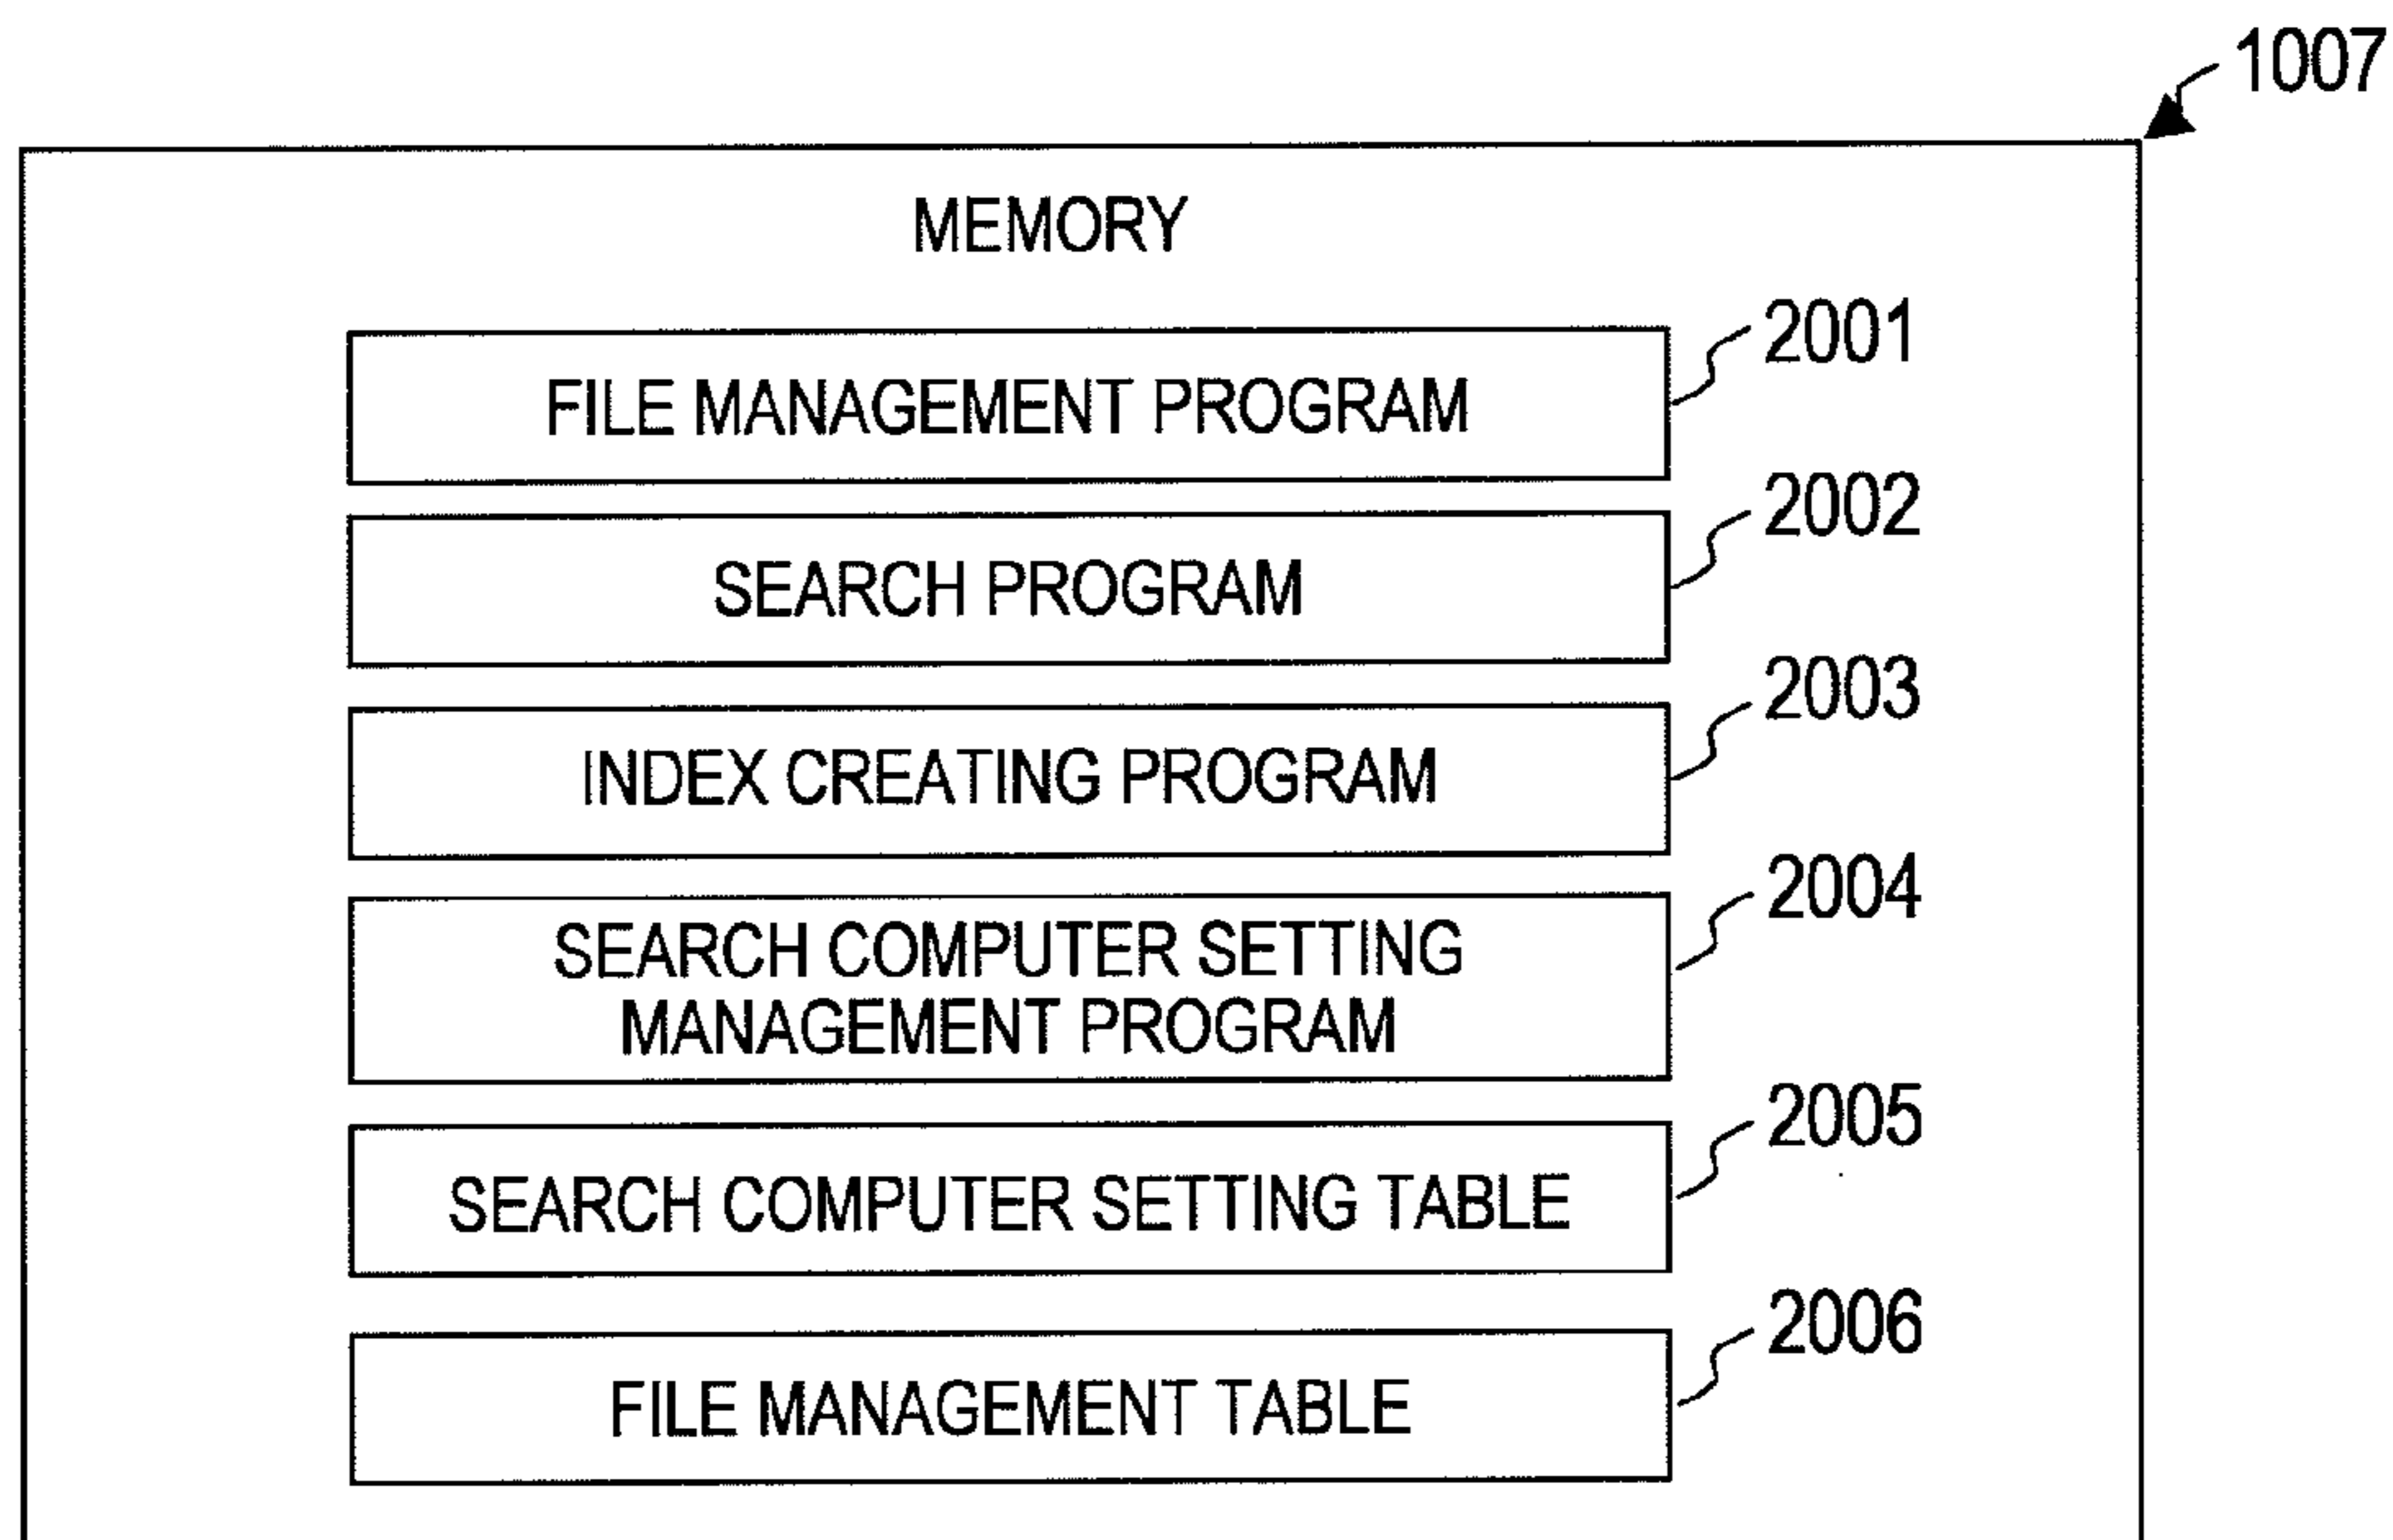 1007
MEMORY
2001
FILE MANAGEMENT PROGRAM
2002
SEARCH PROGRAM
2003
INDEX CREATING PROGRAM
2004
SEARCH COMPUTER SETTING
MANAGEMENT PROGRAM
2005
SEARCH COMPUTER SETTING TABLE
2006
FILE MANAGEMENT TABLE